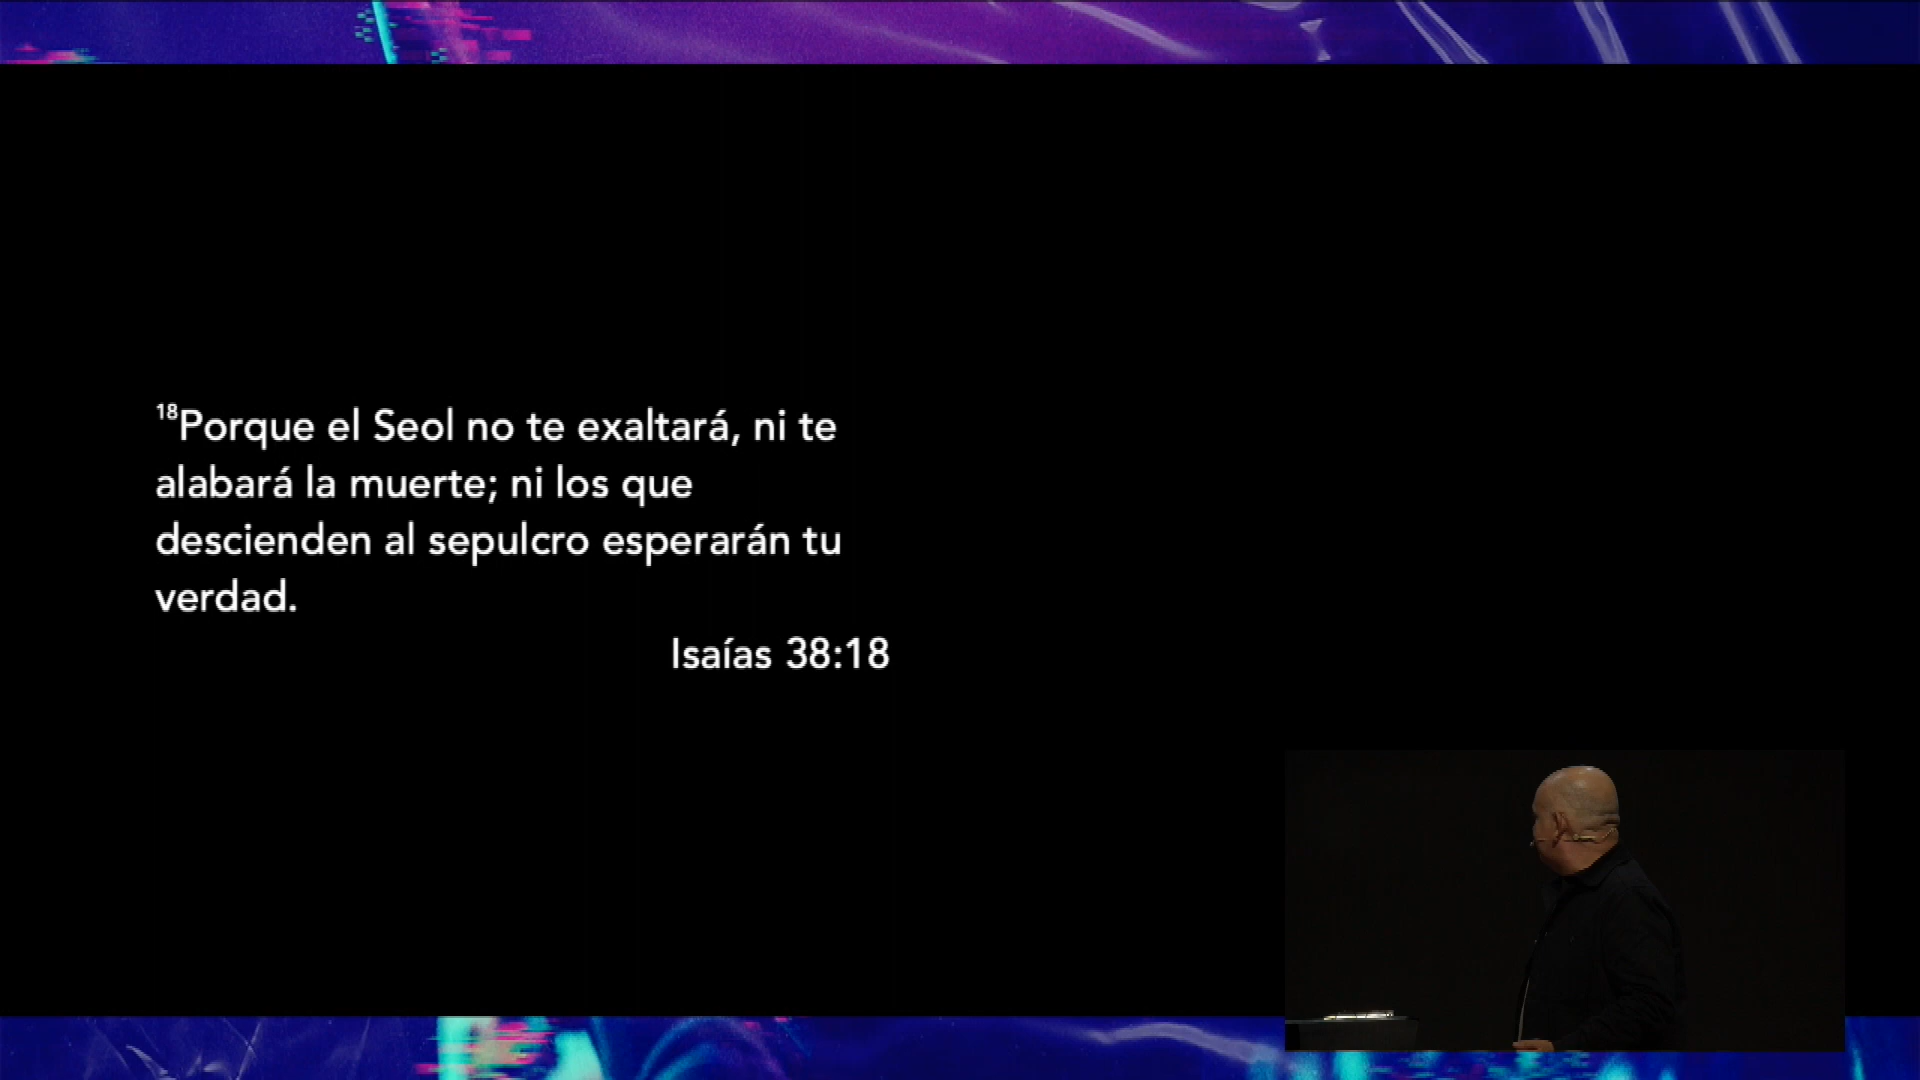 18Porque el Seol no te exaltará, ni te
alabará la muerte; ni los que
descienden al sepulcro esperarán tu
verdad.
Isaías 38:18